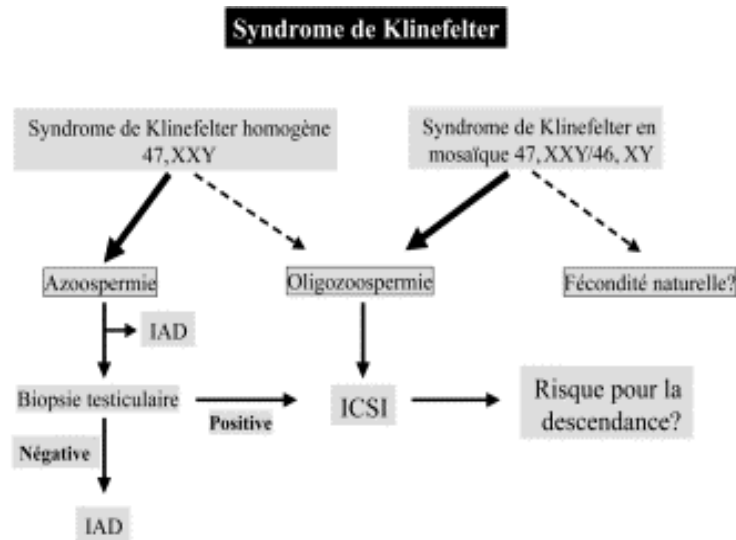 Syndrome de Klinefelter
Syndrome de Klinefelter homogène
47,XXY
Syndrome de Klinefelter en
mosaïque 47,XXY/46, XY
Azoospermie
Oligozoospermie
Fécondité naturelle?
IAD
Biopsie testiculaire
Positive
ICSI
Risque pour la
descendance?
Négative
IAD